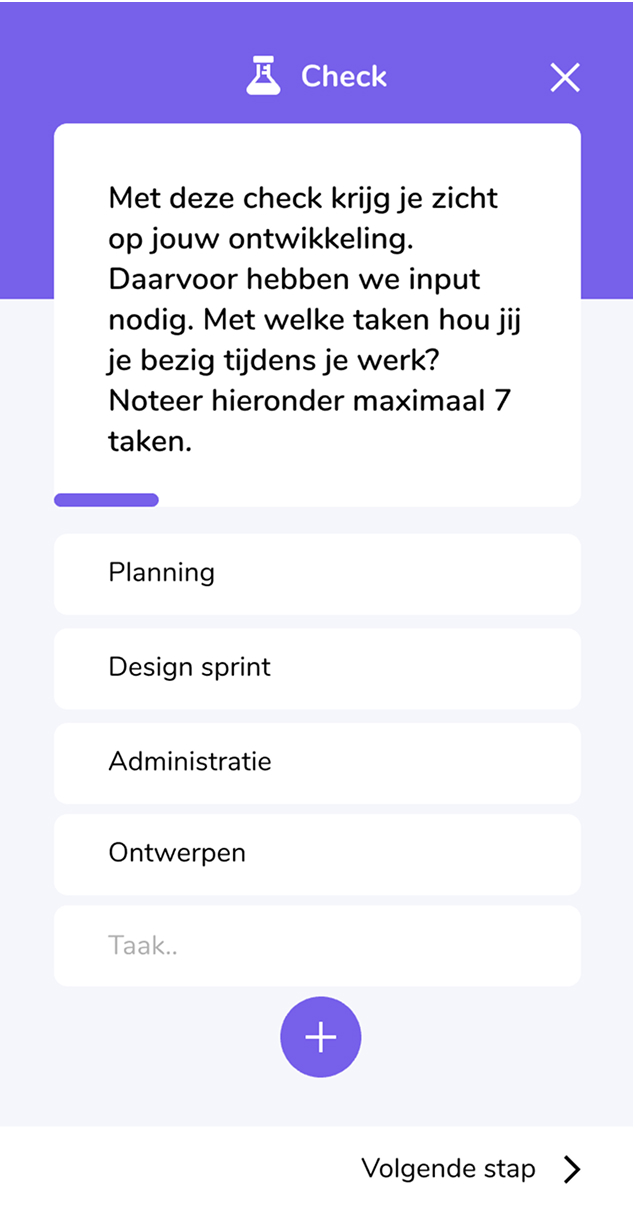 Check
Met deze check krijg je zicht
op jouw ontwikkeling.
Daarvoor hebben we input
nodig. Met welke taken hou jij
je bezig tijdens je werk?
Noteer hieronder maximaal 7
taken.
Planning
Design sprint
Administratie
Ontwerpen
Taak..
Volgende stap